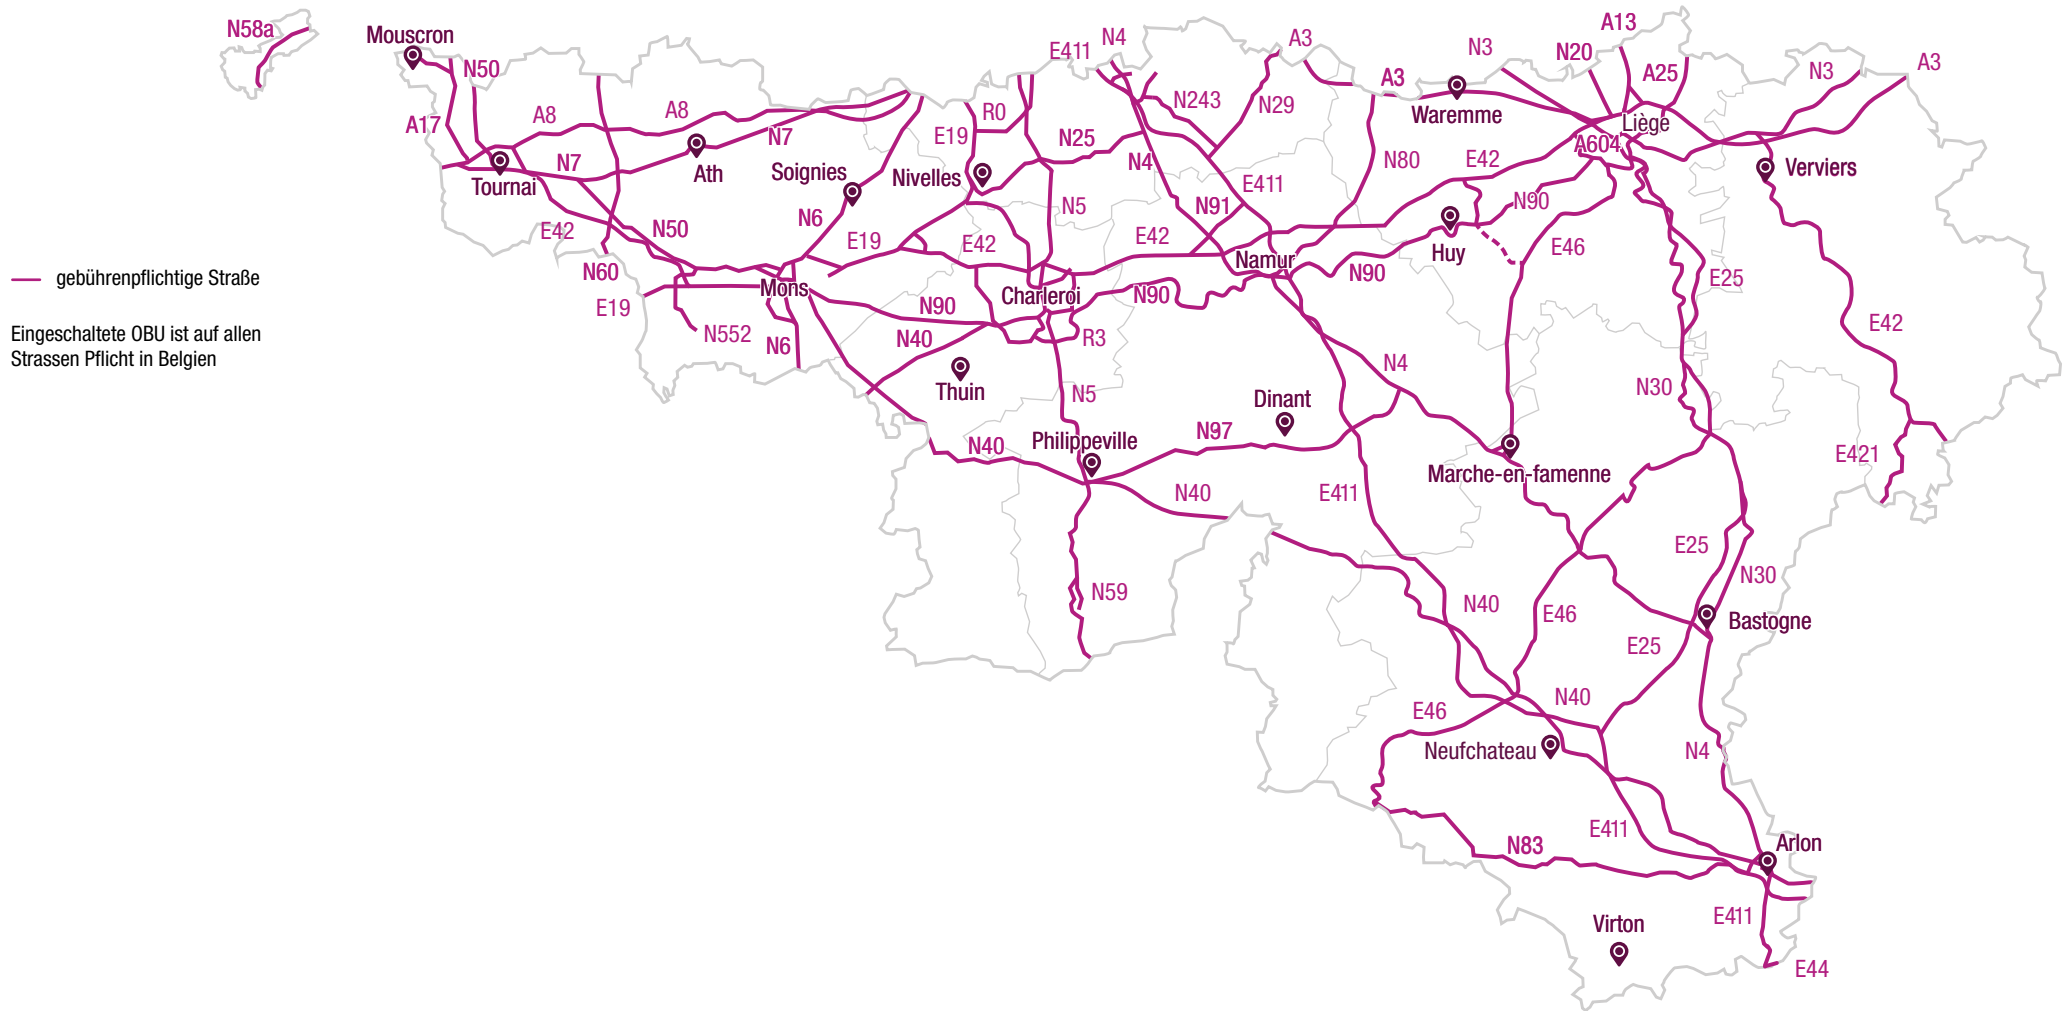 N58a
Mouscron
N50
A17
A8
A8
N7
N7
Ath
Tournai
Soignies
N6
E42
N50
N60
E19
N552
N6
Mons
E19
E42
N90
N40
Thuin
E411
N4
R0
E19
Nivelles
N25
N5
N4
N243
N29
A3
E411
N91
E42
Charleroi
N90
R3
N5
Namur
A3
Waremme
N3
N20
A13
A25
Liège
A604
N3
A3
Verviers
N80
E42
N90
Huy
E46
N90
E25
E42
gebührenpflichtige Straße
Eingeschaltete OBU ist auf allen
Strassen Pflicht in Belgien
N4
N30
Dinant
N97
Philippeville
N40
N40
Marche-en-famenne
E411
E421
E25
N30
N59
N40
E46
Bastogne
E25
N40
E46
Neufchateau
N4
E411
N83
Arlon
E411
Virton
E44